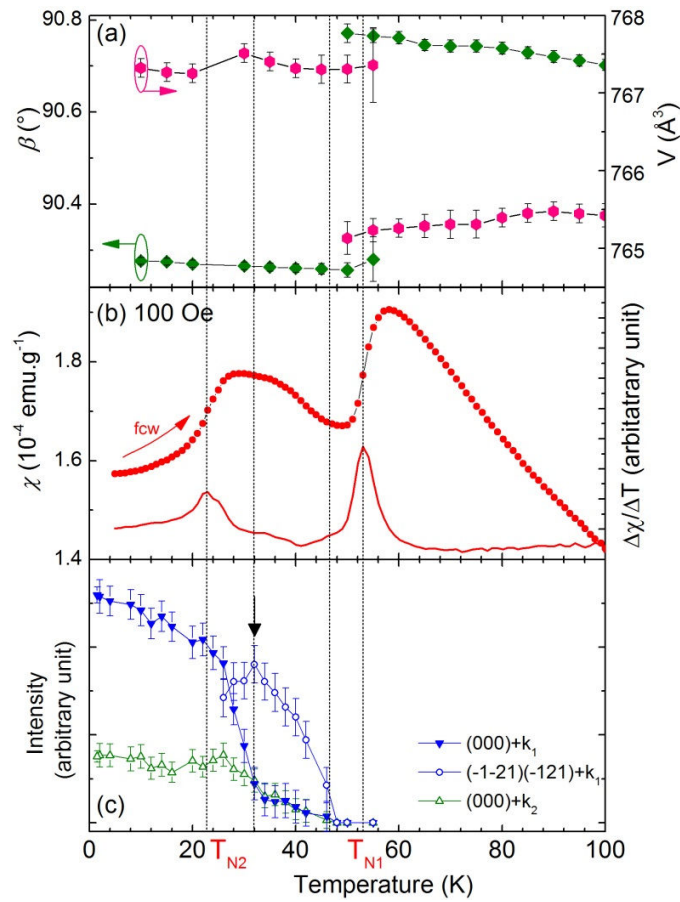 (a)
90.8
90.6
90.4
β (°)
768
767
766
765
V (Å³)
(b) 100 Oe
1.8
1.6
1.4
χ (10⁻⁴ emu.g⁻¹)
fcw
Δχ/ΔT (arbitatrary unit)
(c)
Intensity
(arbitrary unit)
(000)+k₁
(-1-21)(-121)+k₁
(000)+k₂
0 20 40 60 80 100
T_N2 T_N1
Temperature (K)